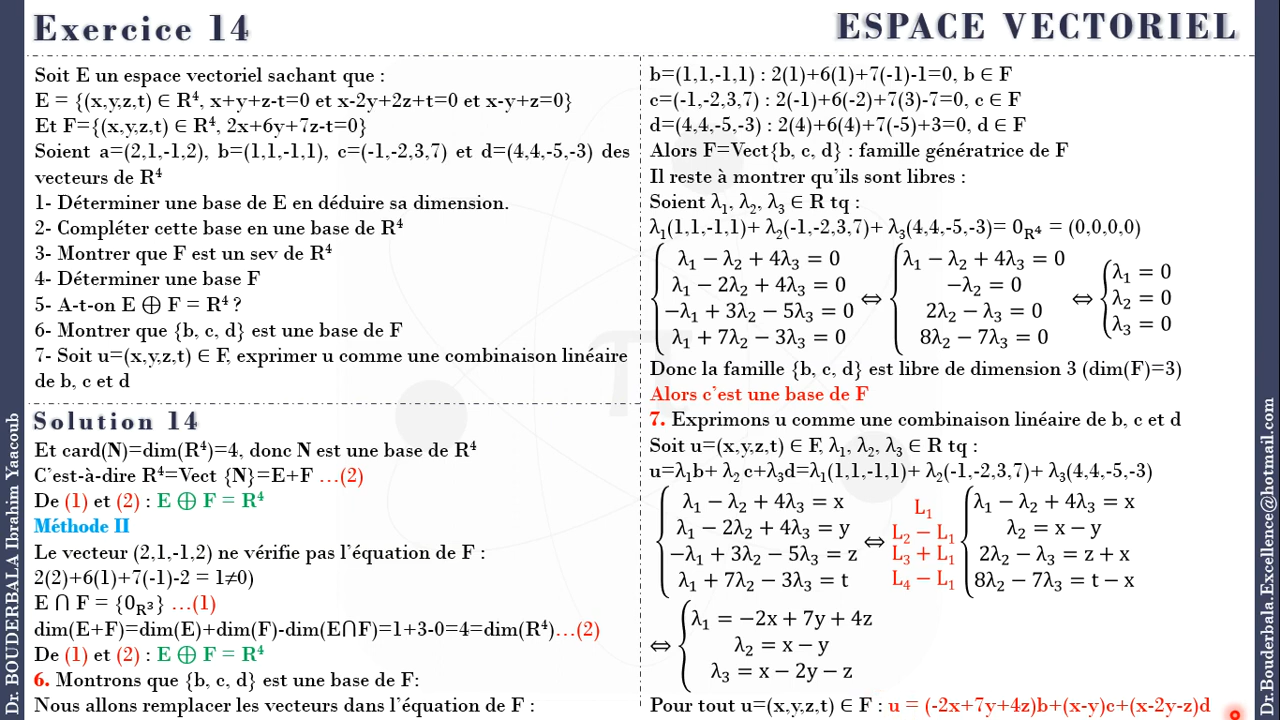 Exercice 14
ESPACE VECTORIEL
Soit E un espace vectoriel sachant que :
E = {(x,y,z,t) ∈ R⁴, x+y+z-t=0 et x-2y+2z+t=0 et x-y+z=0}
Et F={(x,y,z,t) ∈ R⁴, 2x+6y+7z-t=0}
Soient a=(2,1,-1,2), b=(1,1,-1,1), c=(-1,-2,3,7) et d=(4,4,-5,-3) des
vecteurs de R⁴
1- Déterminer une base de E en déduire sa dimension.
2- Compléter cette base en une base de R⁴
3- Montrer que F est un sev de R⁴
4- Déterminer une base F
5- A-t-on E ⊕ F = R⁴ ?
6- Montrer que {b, c, d} est une base de F
7- Soit u=(x,y,z,t) ∈ F, exprimer u comme une combinaison linéaire
de b, c et d
Solution 14
Et card(N)=dim(R⁴)=4, donc N est une base de R⁴
C'est-à-dire R⁴=Vect {N}=E+F …(2)
De (1) et (2) : E ⊕ F = R⁴
Méthode II
Le vecteur (2,1,-1,2) ne vérifie pas l'équation de F :
2(2)+6(1)+7(-1)-2 = 1≠0)
E ⋂ F = {0_R³} …(1)
dim(E+F)=dim(E)+dim(F)-dim(E⋂F)=1+3-0=4=dim(R⁴)…(2)
De (1) et (2) : E ⊕ F = R⁴
6. Montrons que {b, c, d} est une base de F:
Nous allons remplacer les vecteurs dans l'équation de F :
b=(1,1,-1,1) : 2(1)+6(1)+7(-1)-1=0, b ∈ F
c=(-1,-2,3,7) : 2(-1)+6(-2)+7(3)-7=0, c ∈ F
d=(4,4,-5,-3) : 2(4)+6(4)+7(-5)+3=0, d ∈ F
Alors F=Vect{b, c, d} : famille génératrice de F
Il reste à montrer qu'ils sont libres :
Soient λ₁, λ₂, λ₃ ∈ R tq :
λ₁(1,1,-1,1)+ λ₂(-1,-2,3,7)+ λ₃(4,4,-5,-3)= 0_R⁴ = (0,0,0,0)
λ₁ − λ₂ + 4λ₃ = 0
λ₁ − 2λ₂ + 4λ₃ = 0
−λ₁ + 3λ₂ − 5λ₃ = 0
λ₁ + 7λ₂ − 3λ₃ = 0
⇔
λ₁ − λ₂ + 4λ₃ = 0
−λ₂ = 0
2λ₂ − λ₃ = 0
8λ₂ − 7λ₃ = 0
⇔
λ₁ = 0
λ₂ = 0
λ₃ = 0
Donc la famille {b, c, d} est libre de dimension 3 (dim(F)=3)
Alors c'est une base de F
7. Exprimons u comme une combinaison linéaire de b, c et d
Soit u=(x,y,z,t) ∈ F, λ₁, λ₂, λ₃ ∈ R tq :
u=λ₁b+ λ₂ c+λ₃d=λ₁(1,1,-1,1)+ λ₂(-1,-2,3,7)+ λ₃(4,4,-5,-3)
λ₁ − λ₂ + 4λ₃ = x
λ₁ − 2λ₂ + 4λ₃ = y
−λ₁ + 3λ₂ − 5λ₃ = z
λ₁ + 7λ₂ − 3λ₃ = t
⇔
L₁
L₂ − L₁
L₃ + L₁
L₄ − L₁
λ₁ − λ₂ + 4λ₃ = x
λ₂ = x − y
2λ₂ − λ₃ = z + x
8λ₂ − 7λ₃ = t − x
⇔
λ₁ = −2x + 7y + 4z
λ₂ = x − y
λ₃ = x − 2y − z
Pour tout u=(x,y,z,t) ∈ F : u = (-2x+7y+4z)b+(x-y)c+(x-2y-z)d
Dr. BOUDERBALA Ibrahim Yaacoub
Dr.Bouderbala.Excellence@hotmail.com